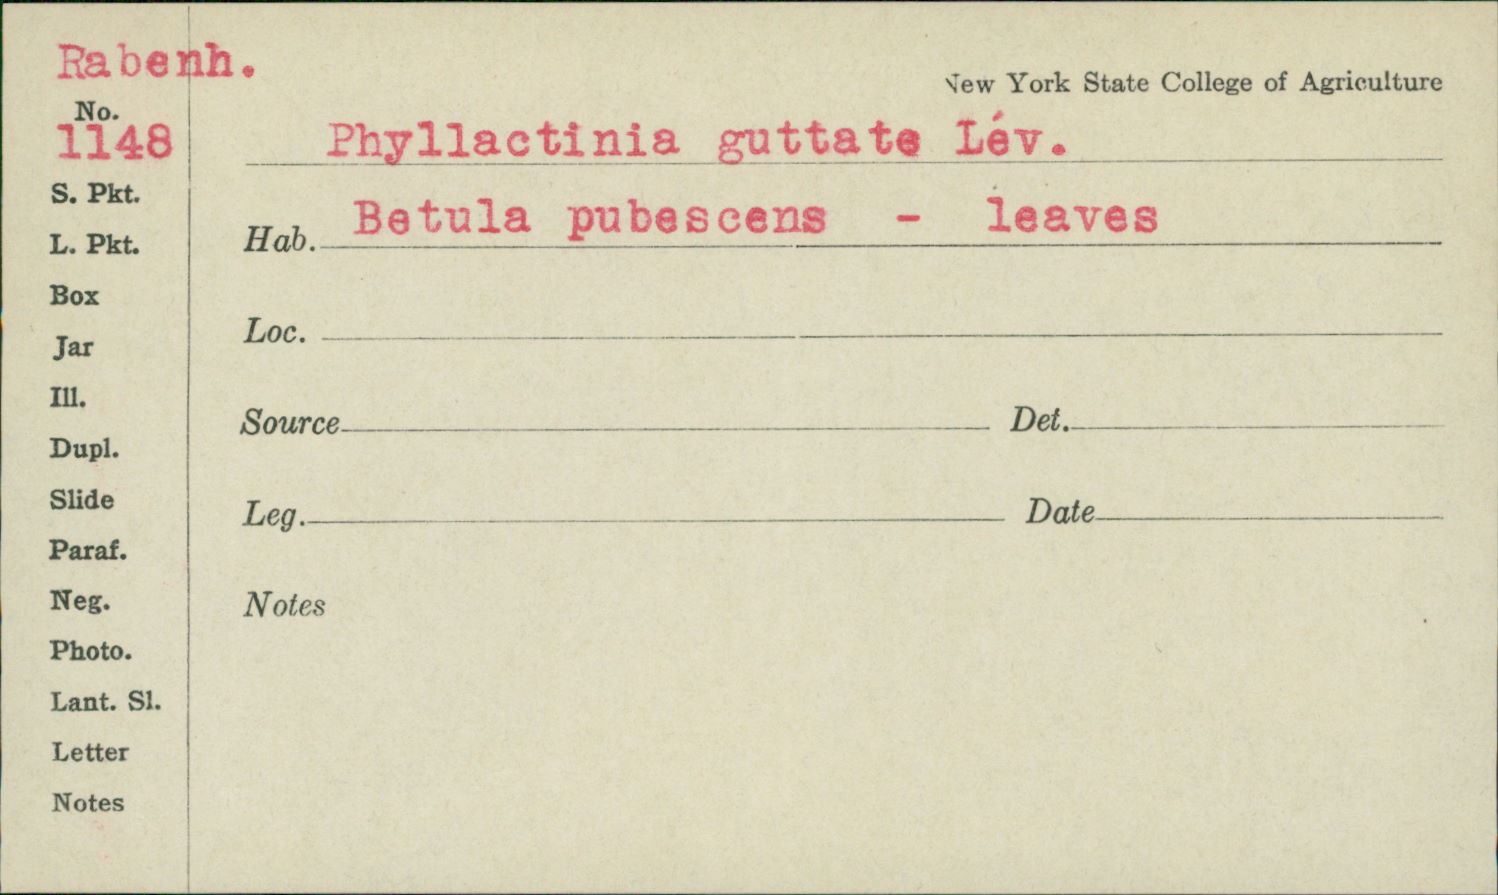 Rabenh.
New York State College of Agriculture
No.
1148
Phyllactinia guttate Lév.
S. Pkt.
Hab. Betula pubescens - leaves
L. Pkt.
Box
Loc.
Jar
Ill.
Source Det.
Dupl.
Slide
Leg. Date
Paraf.
Neg.
Notes
Photo.
Lant. Sl.
Letter
Notes